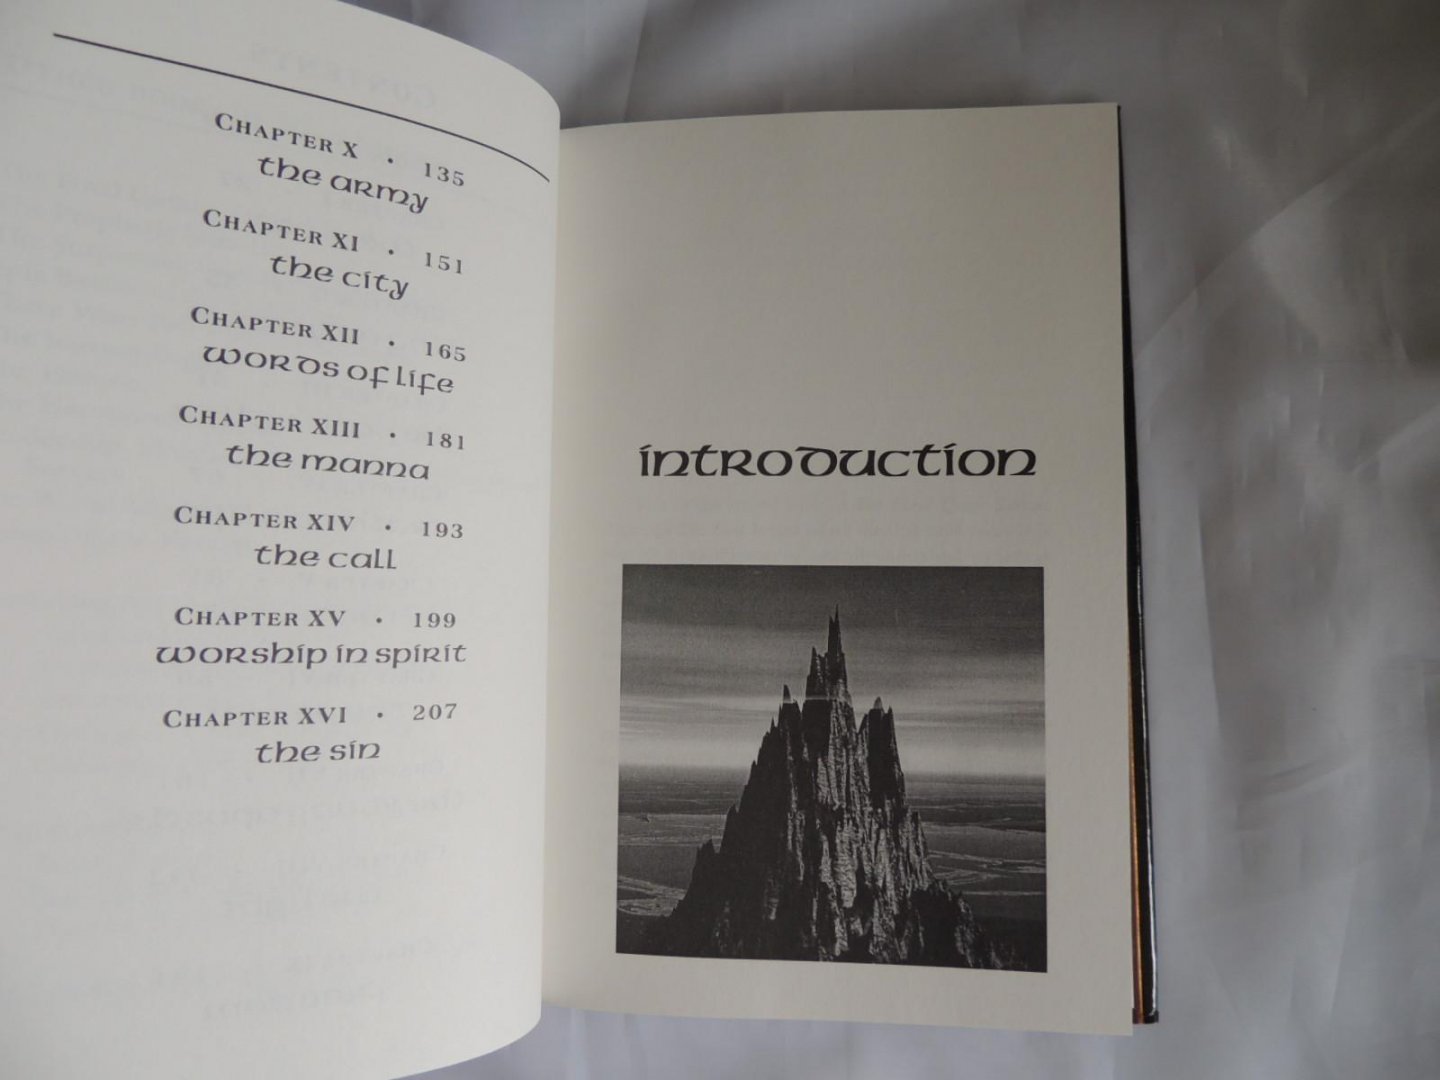 CHAPTER X • 135
the army
CHAPTER XI • 151
the city
CHAPTER XII • 165
words of life
CHAPTER XIII • 181
the manna
CHAPTER XIV • 193
the call
CHAPTER XV • 199
worship in spirit
CHAPTER XVI • 207
the sin
introduction